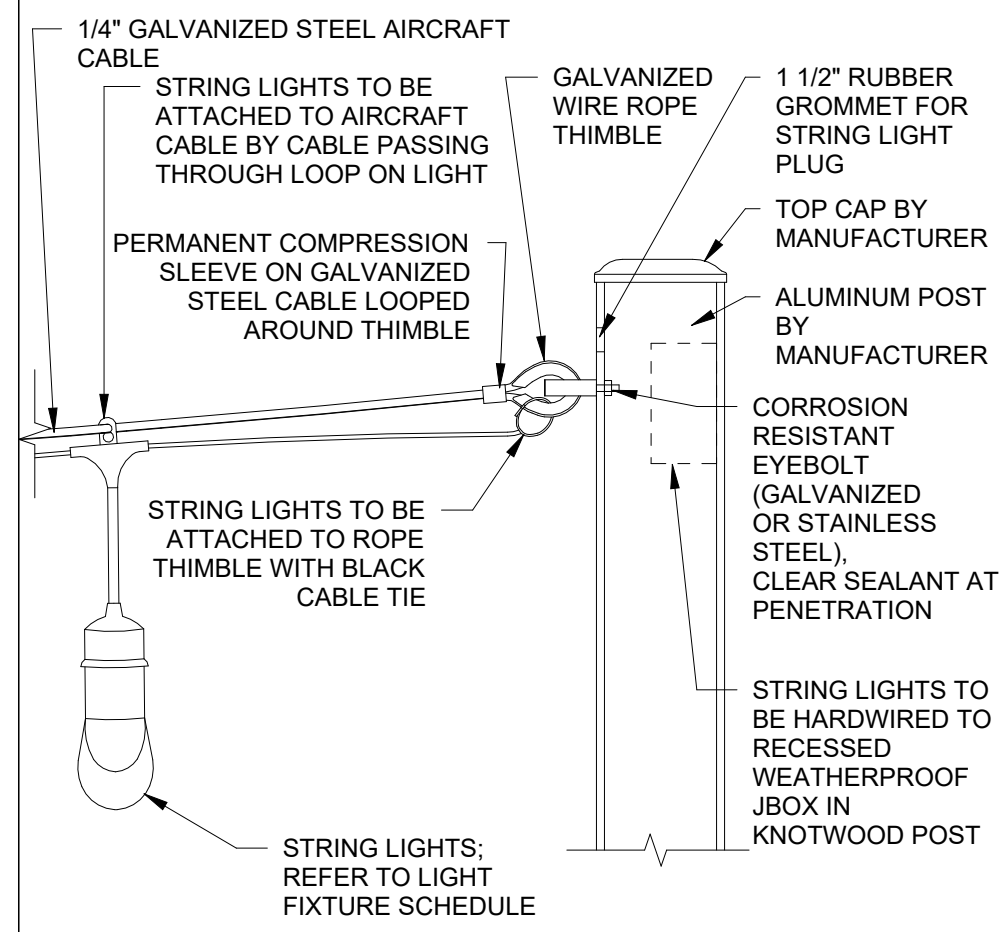 1/4" GALVANIZED STEEL AIRCRAFT
CABLE
STRING LIGHTS TO BE
ATTACHED TO AIRCRAFT
CABLE BY CABLE PASSING
THROUGH LOOP ON LIGHT
GALVANIZED
WIRE ROPE
THIMBLE
1 1/2" RUBBER
GROMMET FOR
STRING LIGHT
PLUG
TOP CAP BY
MANUFACTURER
PERMANENT COMPRESSION
SLEEVE ON GALVANIZED
STEEL CABLE LOOPED
AROUND THIMBLE
ALUMINUM POST
BY
MANUFACTURER
CORROSION
RESISTANT
EYEBOLT
(GALVANIZED
OR STAINLESS
STEEL),
CLEAR SEALANT AT
PENETRATION
STRING LIGHTS TO BE
ATTACHED TO ROPE
THIMBLE WITH BLACK
CABLE TIE
STRING LIGHTS TO
BE HARDWIRED TO
RECESSED
WEATHERPROOF
JBOX IN
KNOTWOOD POST
STRING LIGHTS;
REFER TO LIGHT
FIXTURE SCHEDULE